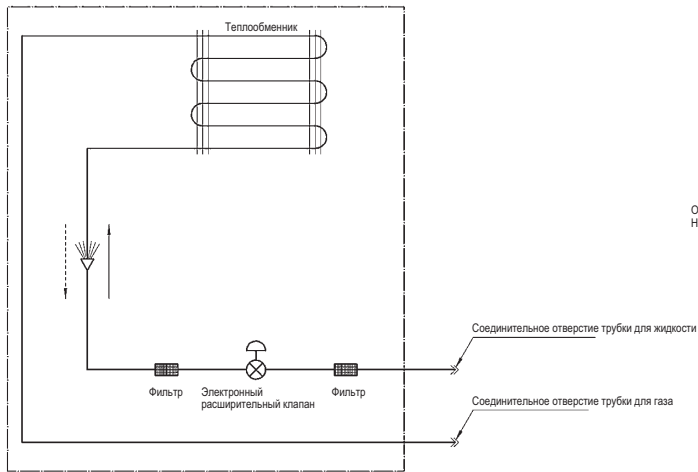 Теплообменник
О
Н
Соединительное отверстие трубки для жидкости
Фильтр
Электронный
расширительный клапан
Фильтр
Соединительное отверстие трубки для газа